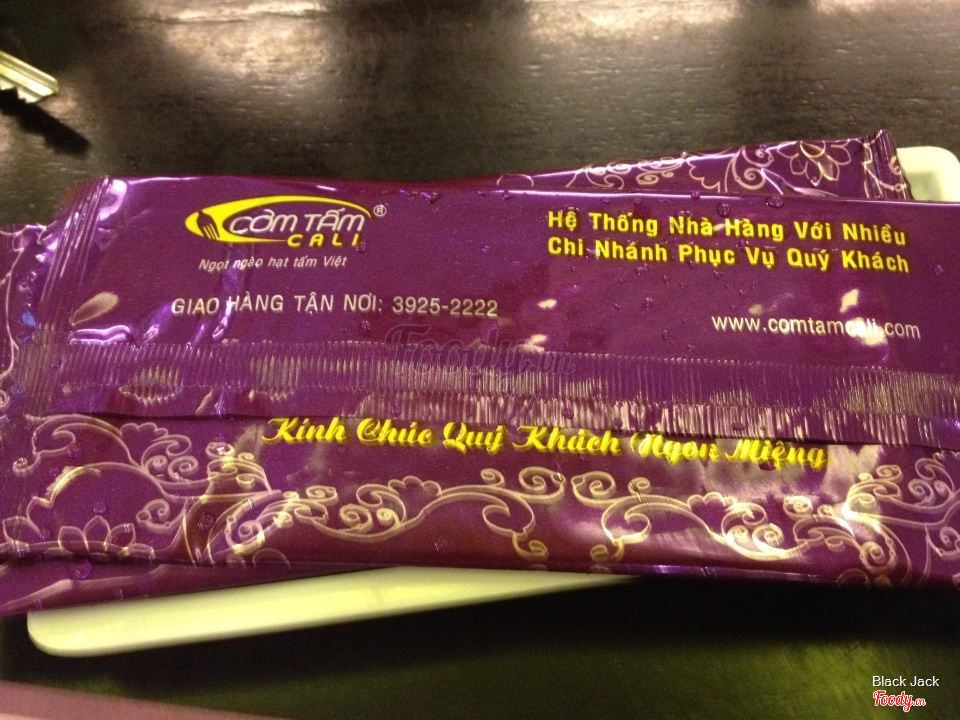 CƠM TẤM ®
CALI
Ngọt ngào hạt tấm Việt
Hệ Thống Nhà Hàng Với Nhiều
Chi Nhánh Phục Vụ Quý Khách
GIAO HÀNG TẬN NƠI: 3925-2222
www.comtamcali.com
Foody.vn
Kính Chúc Quý Khách Ngon Miệng
Black Jack
Foody.vn